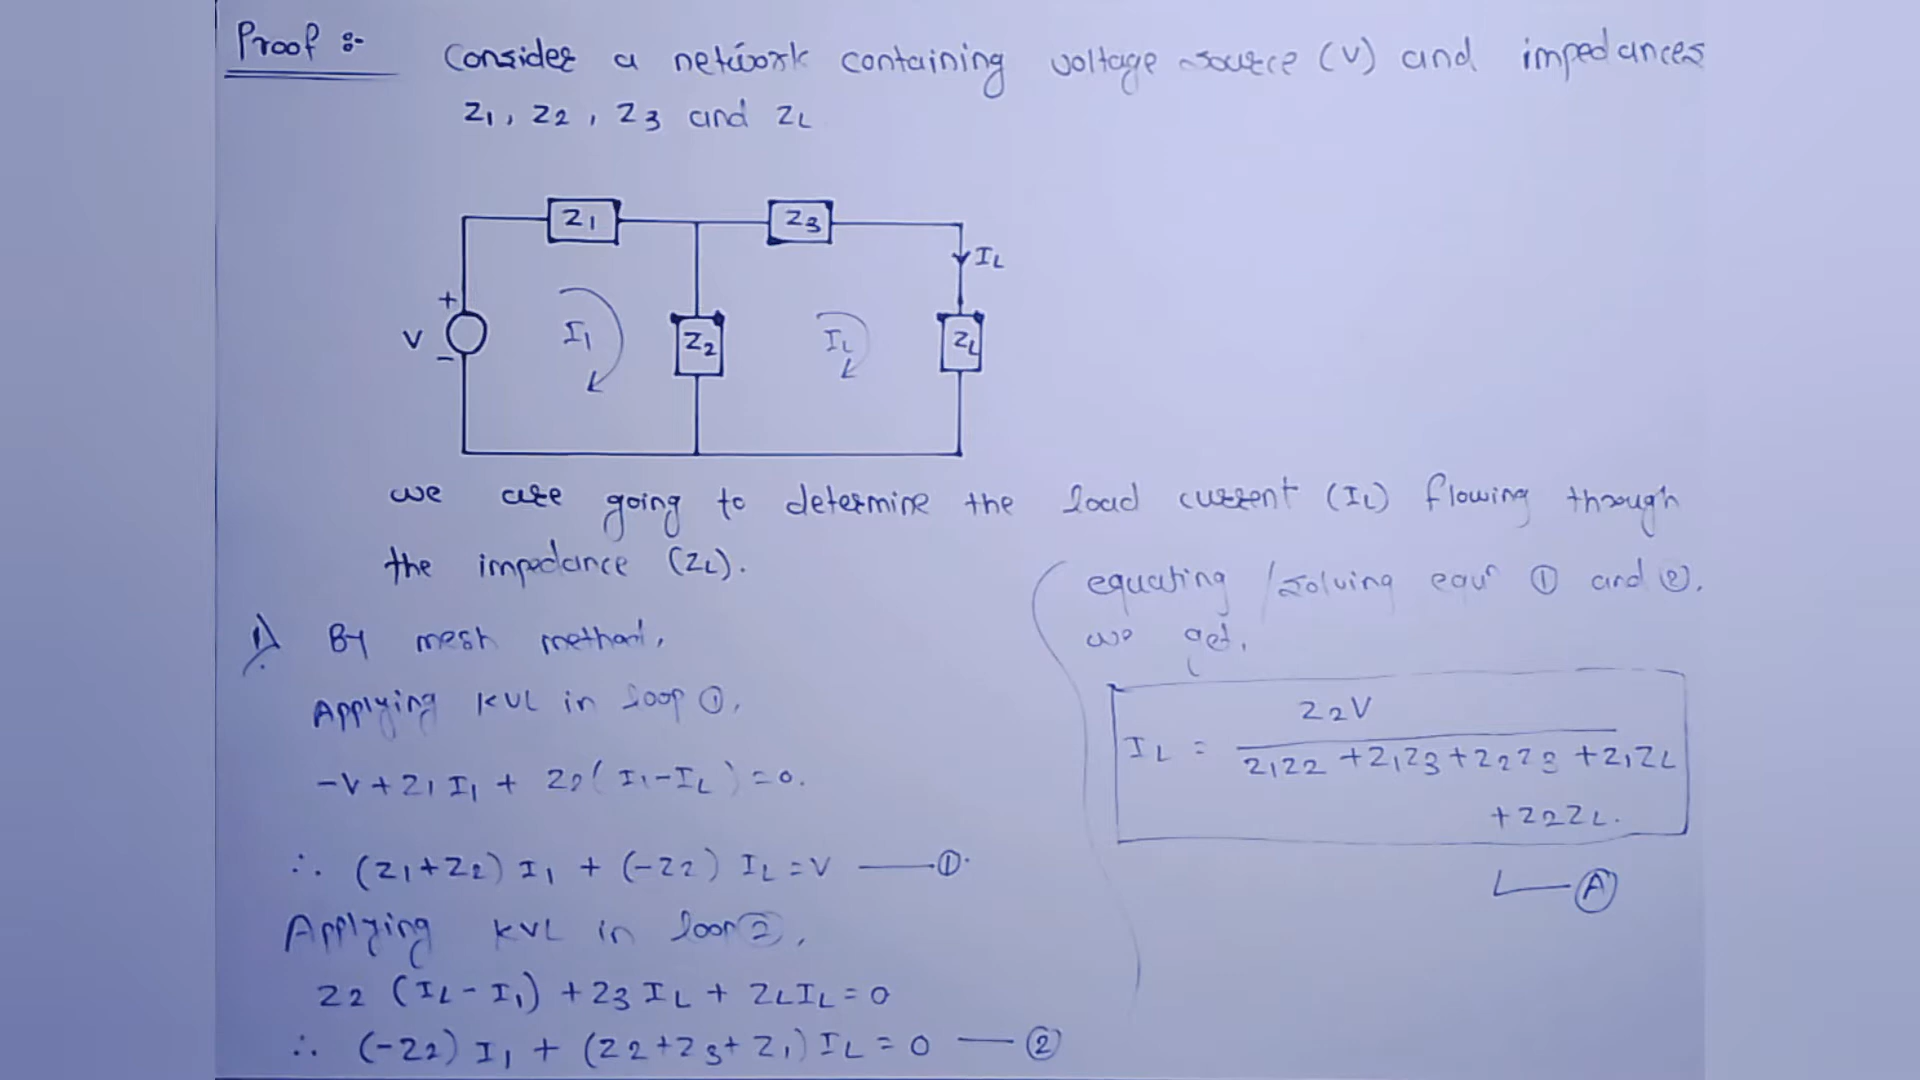 Proof :-
Consider a network containing voltage source (V) and impedances
Z1, Z2, Z3 and ZL
Z1
Z3
IL
+
V
-
I1
Z2
IL
ZL
we are going to determine the load current (IL) flowing through
the impedance (ZL).
1) By mesh method,
Applying KVL in loop ①,
-V + Z1 I1 + Z2 (I1 - IL) = 0.
∴ (Z1+Z2) I1 + (-Z2) IL = V — ①
Applying KVL in loop ②,
Z2 (IL - I1) + Z3 IL + ZL IL = 0
∴ (-Z2) I1 + (Z2+Z3+Z1) IL = 0 — ②
equating / solving equn ① and ②.
we get,
IL = Z2V / Z1Z2 + Z1Z3 + Z2Z3 + Z1ZL
+ Z2ZL.
Ⓐ